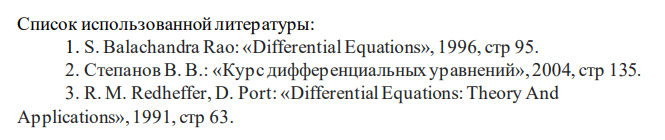 Список использованной литературы:
1. S. Balachandra Rao: «Differential Equations», 1996, стр 95.
2. Степанов В. В.: «Курс дифференциальных уравнений», 2004, стр 135.
3. R. M. Redheffer, D. Port: «Differential Equations: Theory And
Applications», 1991, стр 63.